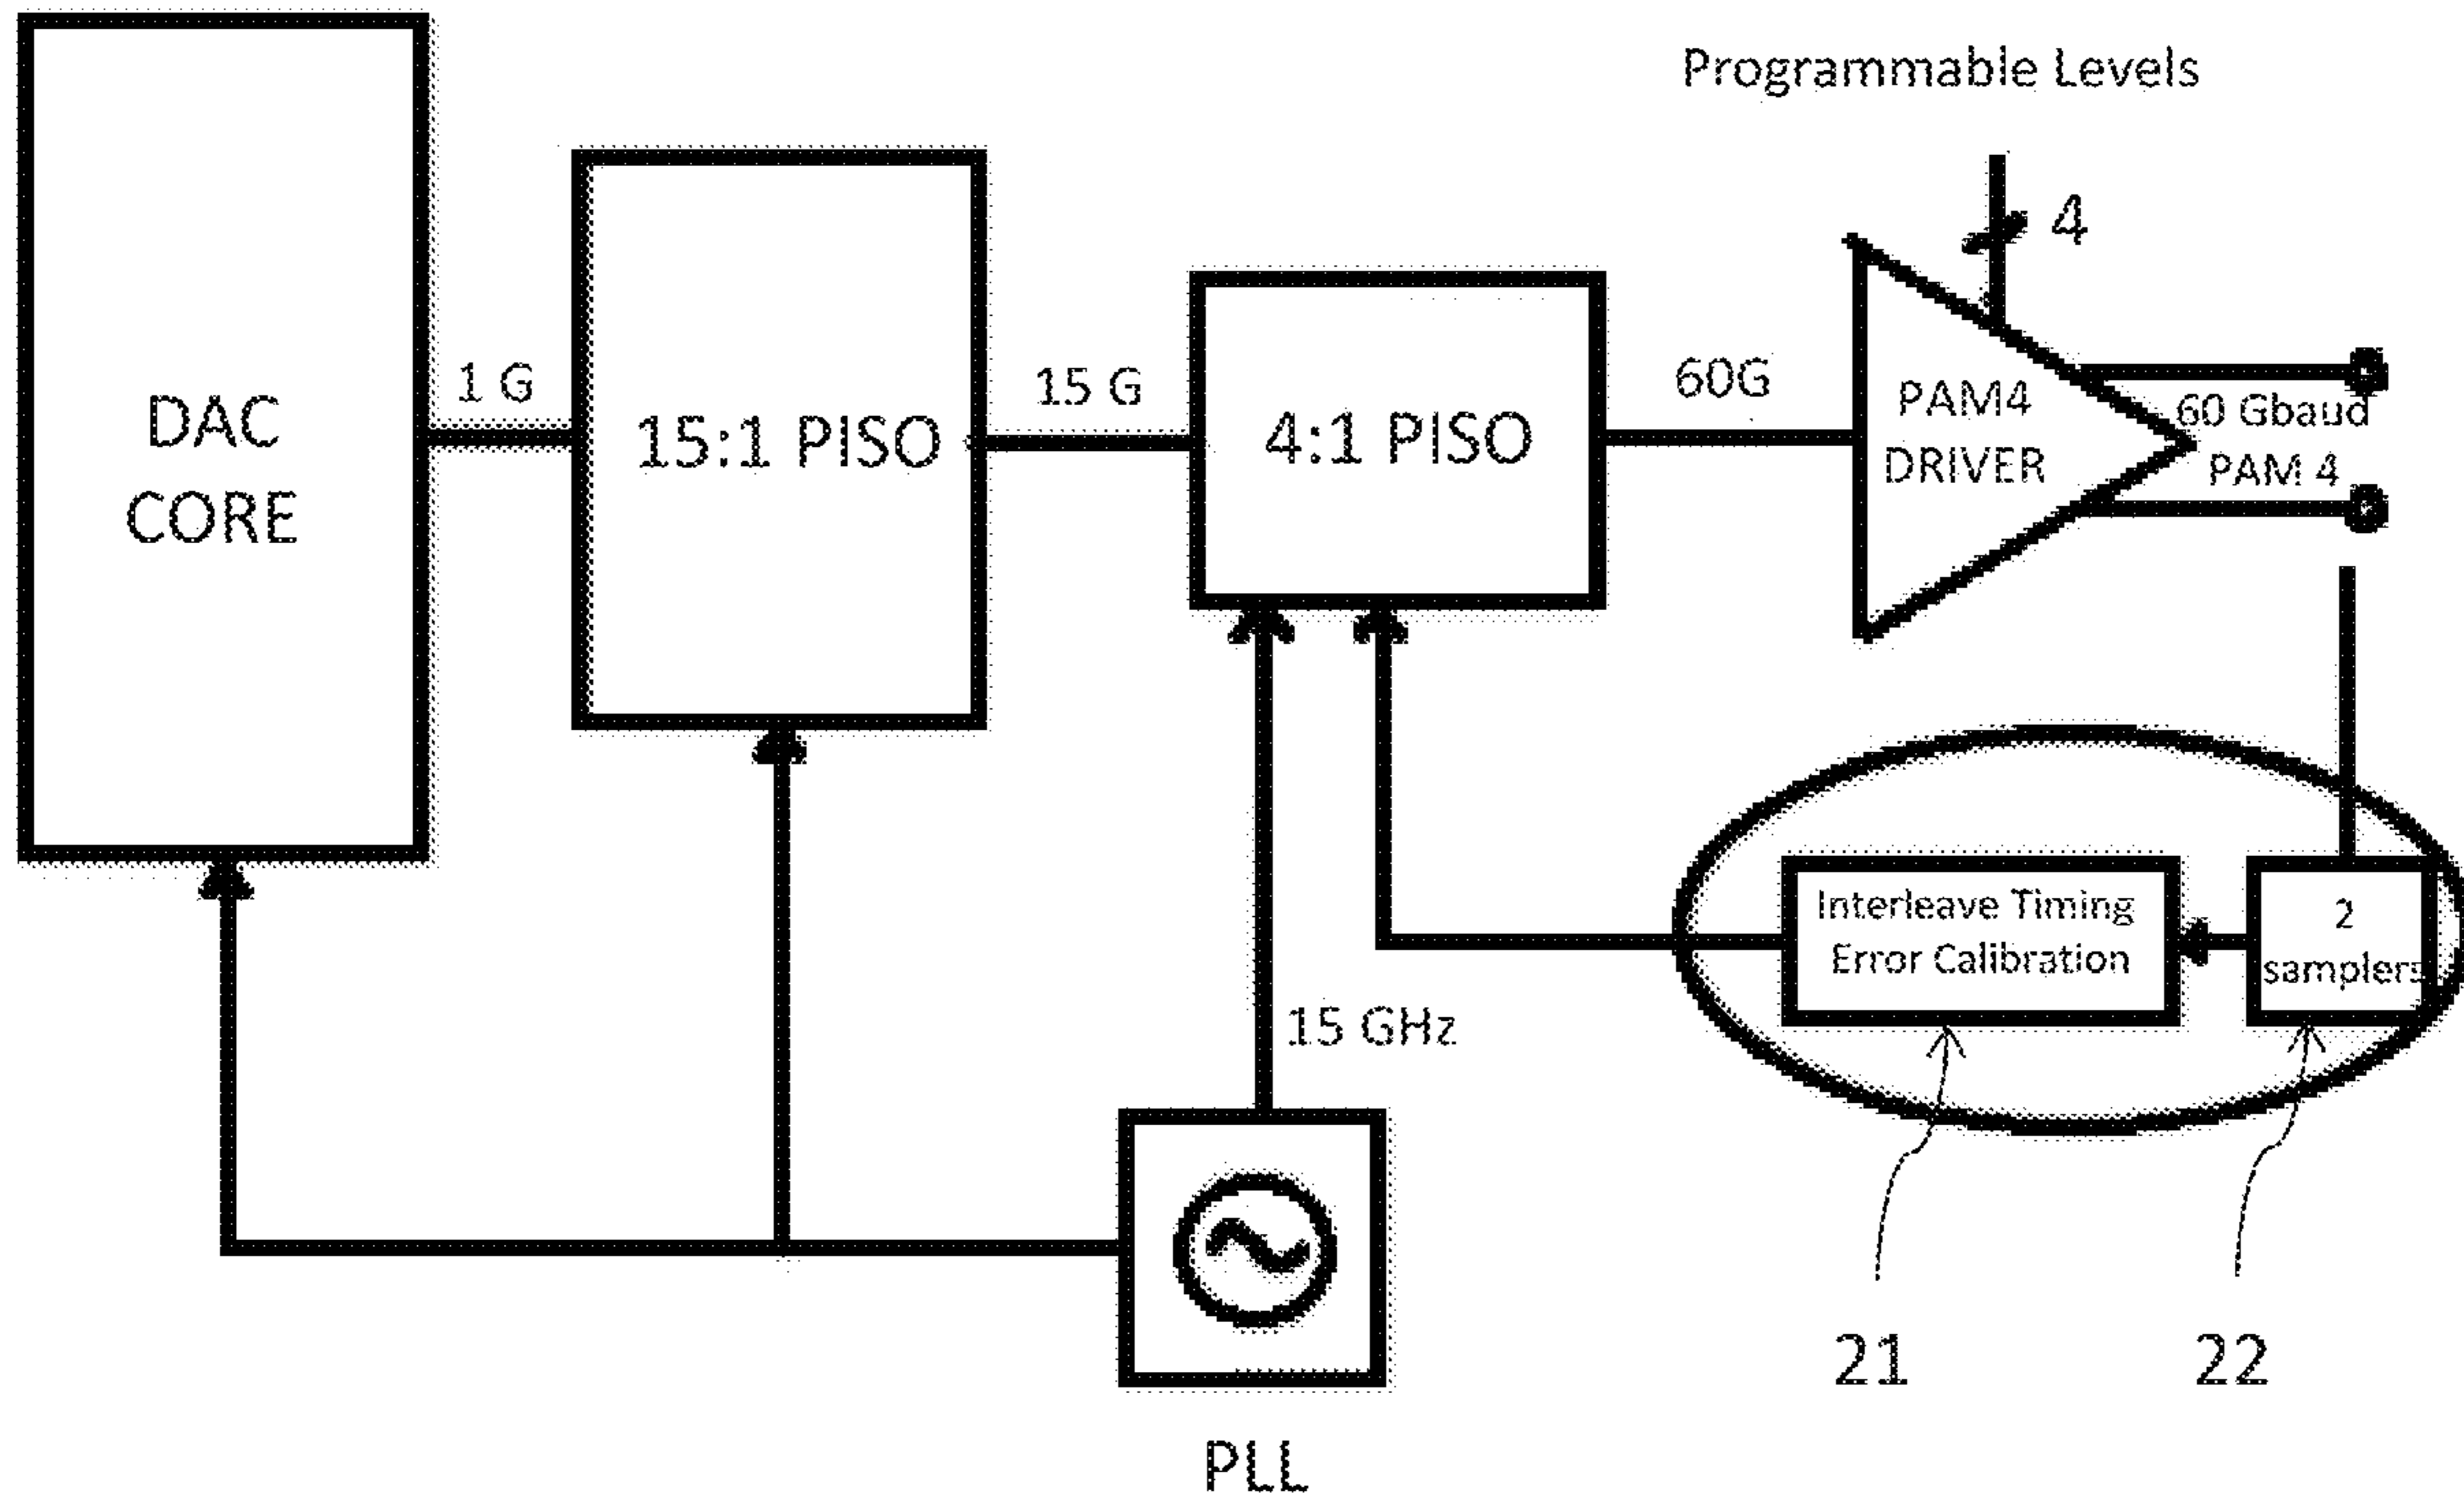 Programmable Levels
4
DAC
CORE
1 G
15:1 PISO
15 G
4:1 PISO
60G
PAM4
DRIVER
60 Gbaud
PAM 4
Interleave Timing
Error Calibration
2
samplers
15 GHz
21
22
PLL